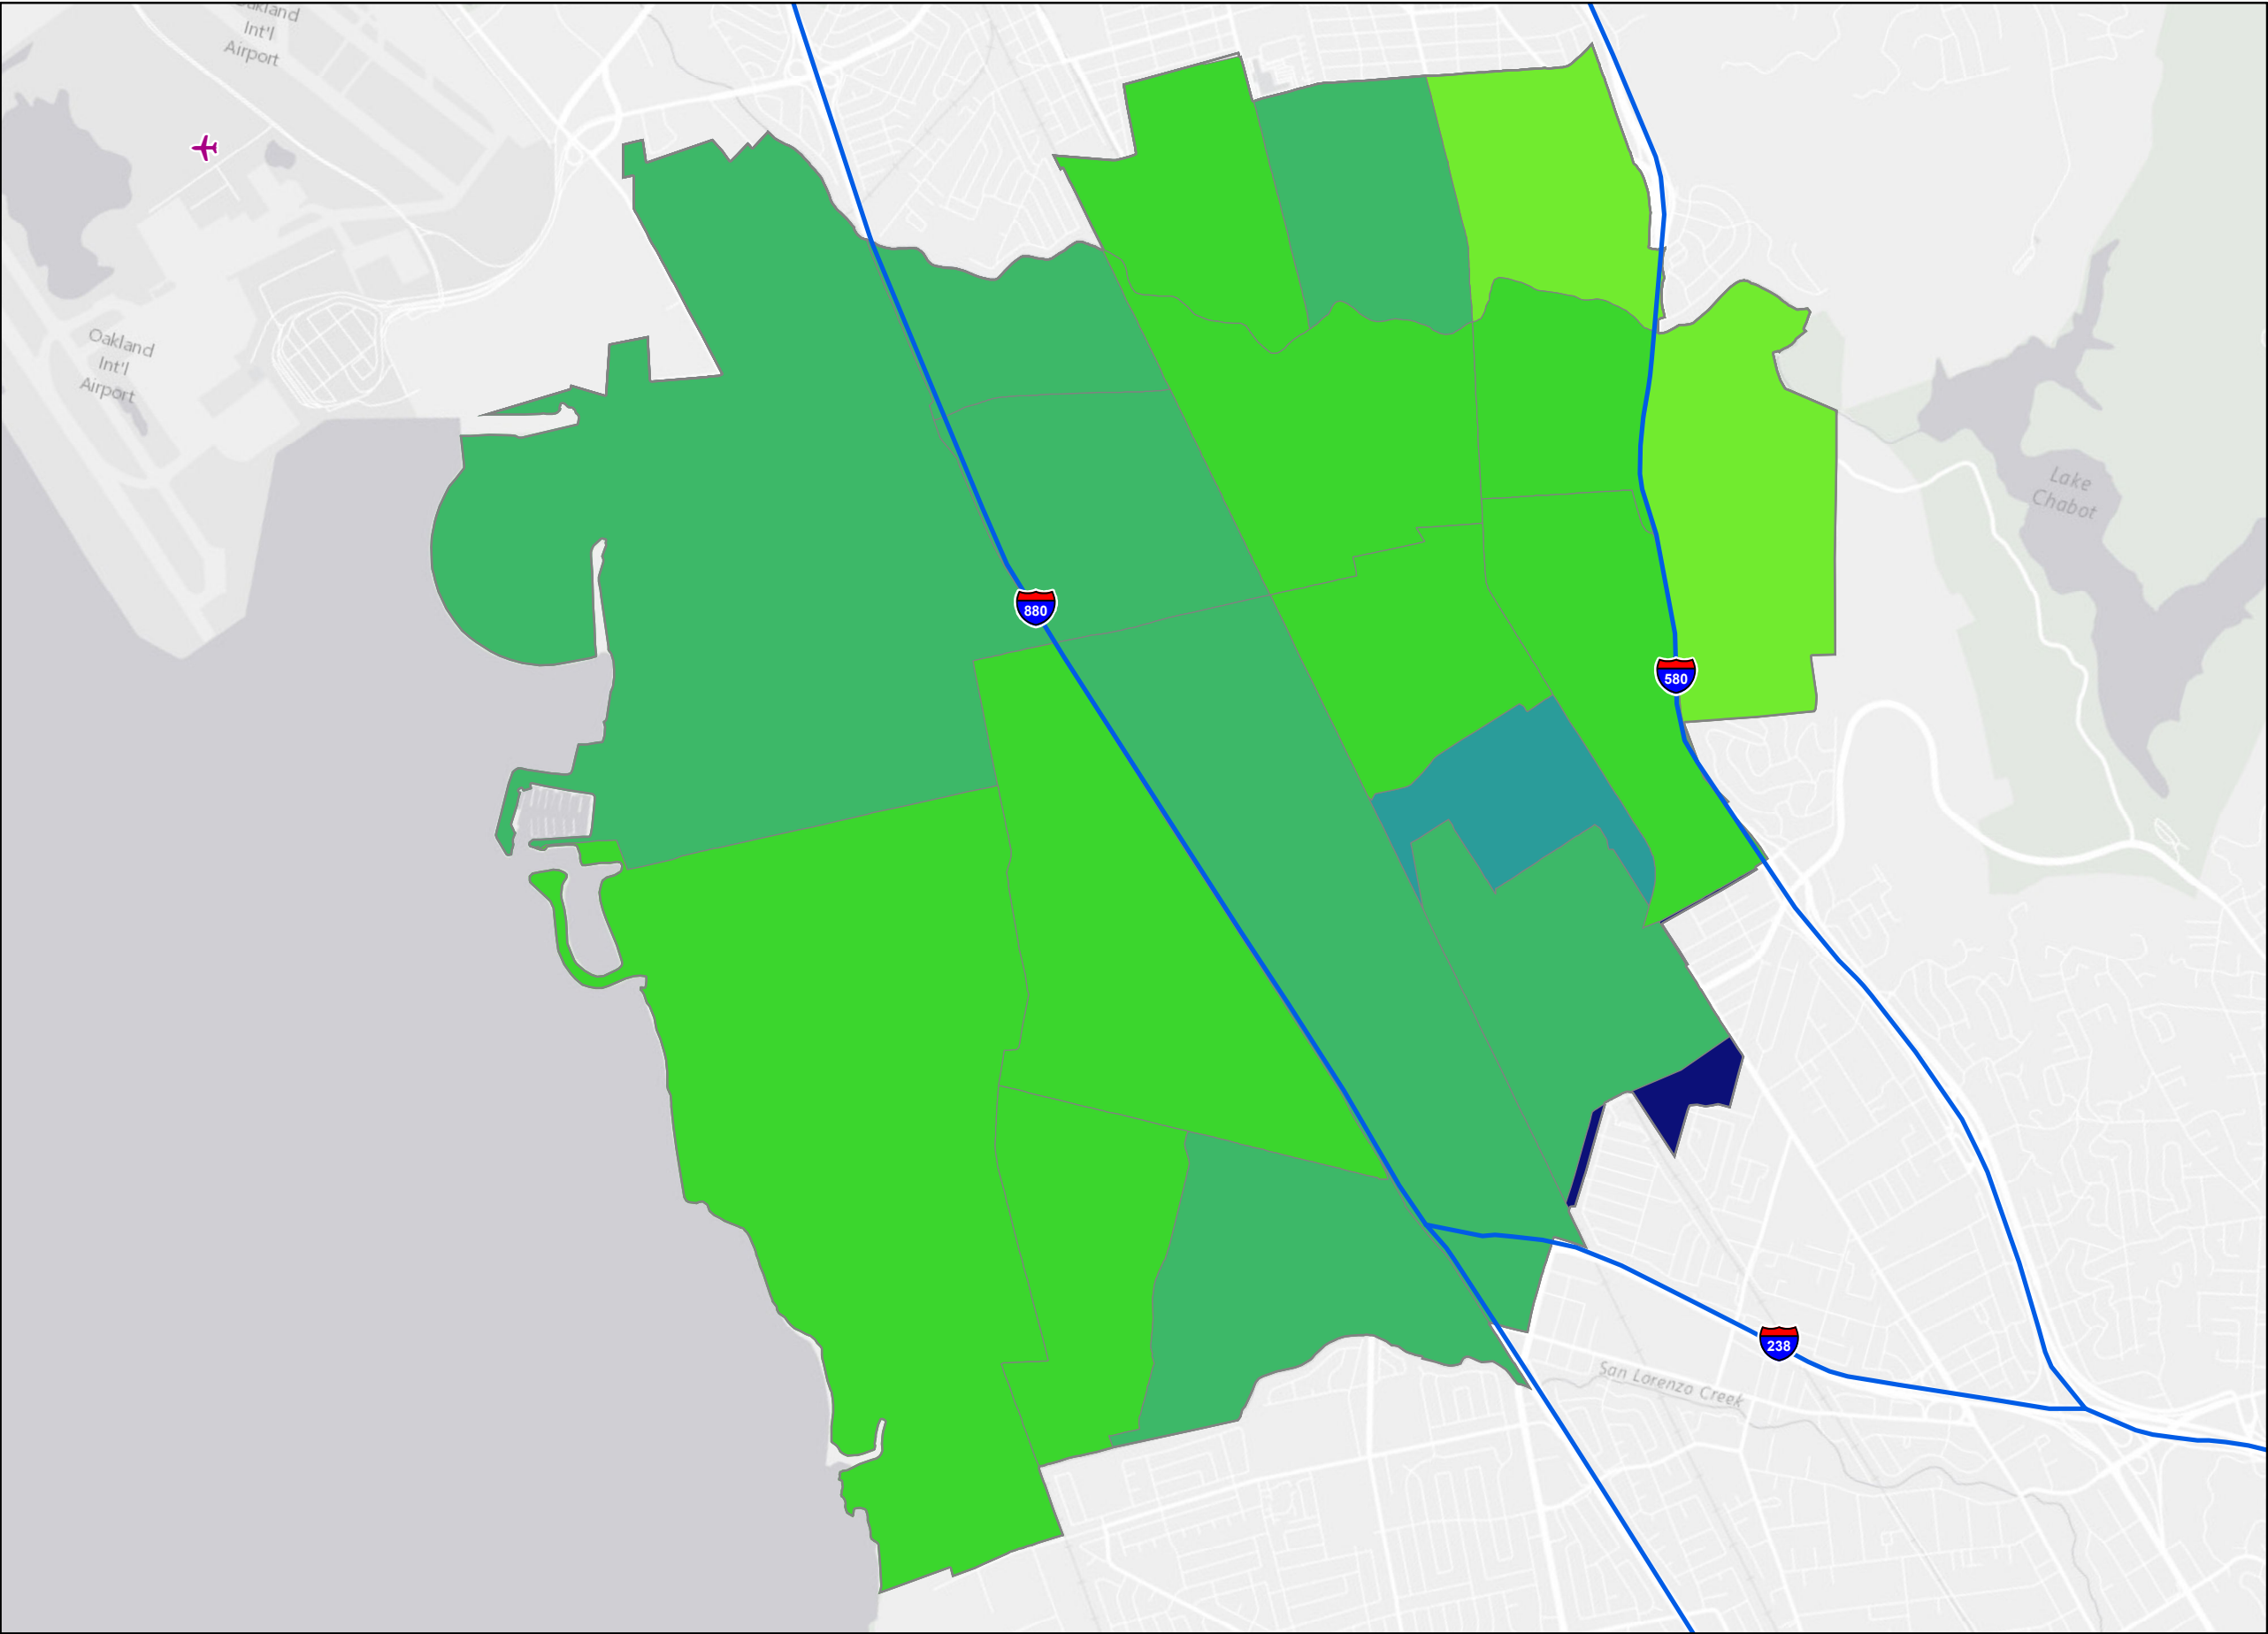 Oakland
Int'l
Airport
Oakland
Int'l
Airport
Lake
Chabot
880
580
238
San Lorenzo Creek